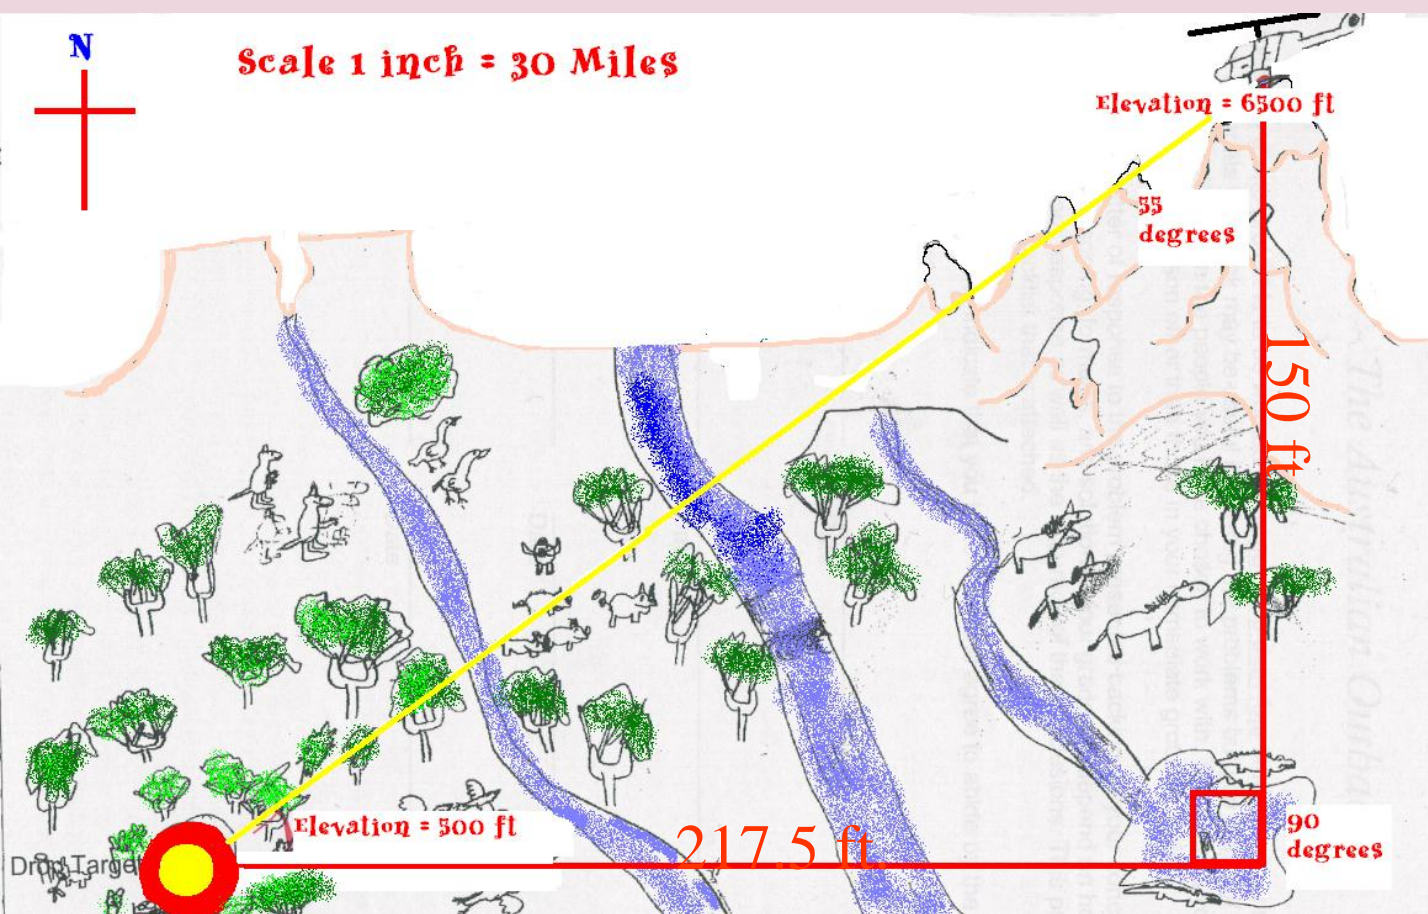 N
Scale 1 inch = 30 Miles
Elevation = 6500 ft
55
degrees
150 ft
Elevation = 500 ft
217.5 ft.
90
degrees
Drop Target